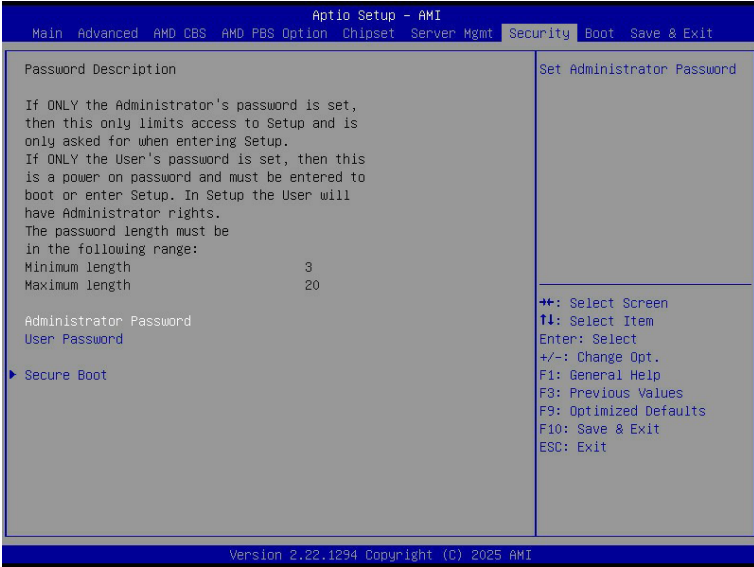 Aptio Setup – AMI
Main Advanced AMD CBS AMD PBS Option Chipset Server Mgmt Security Boot Save & Exit
Password Description
If ONLY the Administrator's password is set,
then this only limits access to Setup and is
only asked for when entering Setup.
If ONLY the User's password is set, then this
is a power on password and must be entered to
boot or enter Setup. In Setup the User will
have Administrator rights.
The password length must be
in the following range:
Minimum length 3
Maximum length 20
Administrator Password
User Password
Secure Boot
Set Administrator Password
→←: Select Screen
↑↓: Select Item
Enter: Select
+/-: Change Opt.
F1: General Help
F3: Previous Values
F9: Optimized Defaults
F10: Save & Exit
ESC: Exit
Version 2.22.1294 Copyright (C) 2025 AMI